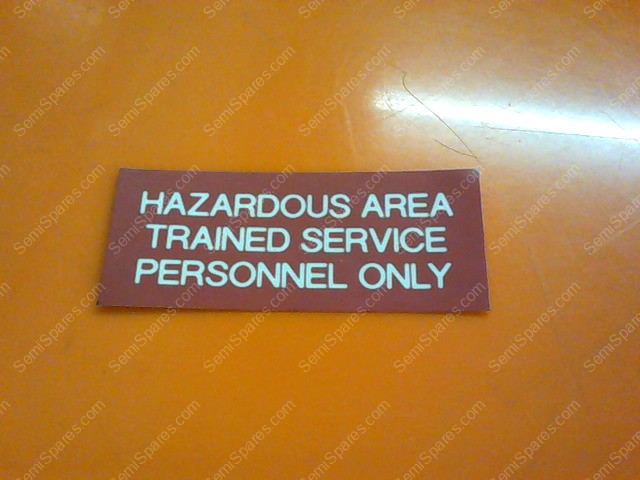 HAZARDOUS AREA
TRAINED SERVICE
PERSONNEL ONLY
SemiSpares.com